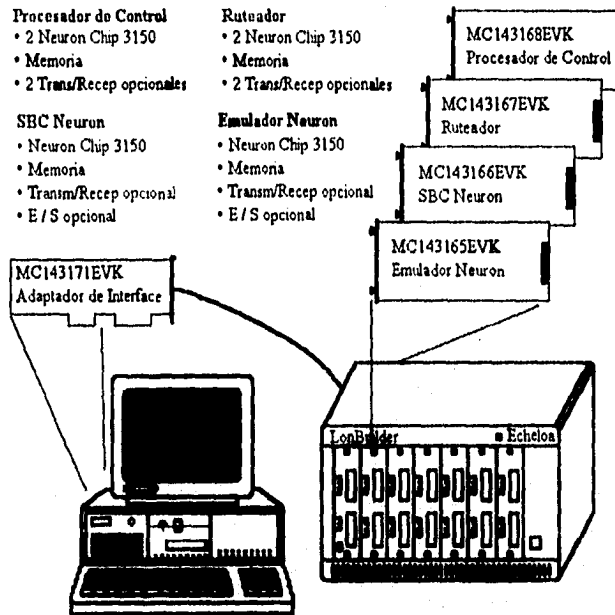 Procesador de Control
• 2 Neuron Chip 3150
• Memoria
• 2 Trans/Recep opcionales
Ruteador
• 2 Neuron Chip 3150
• Memoria
• 2 Trans/Recep opcionales
SBC Neuron
• Neuron Chip 3150
• Memoria
• Transm/Recep opcional
• E / S opcional
Emulador Neuron
• Neuron Chip 3150
• Memoria
• Transm/Recep opcional
• E / S opcional
MC143168EVK
Procesador de Control
MC143167EVK
Ruteador
MC143166EVK
SBC Neuron
MC143165EVK
Emulador Neuron
MC143171EVK
Adaptador de Interface
LonBuilder
Echelon